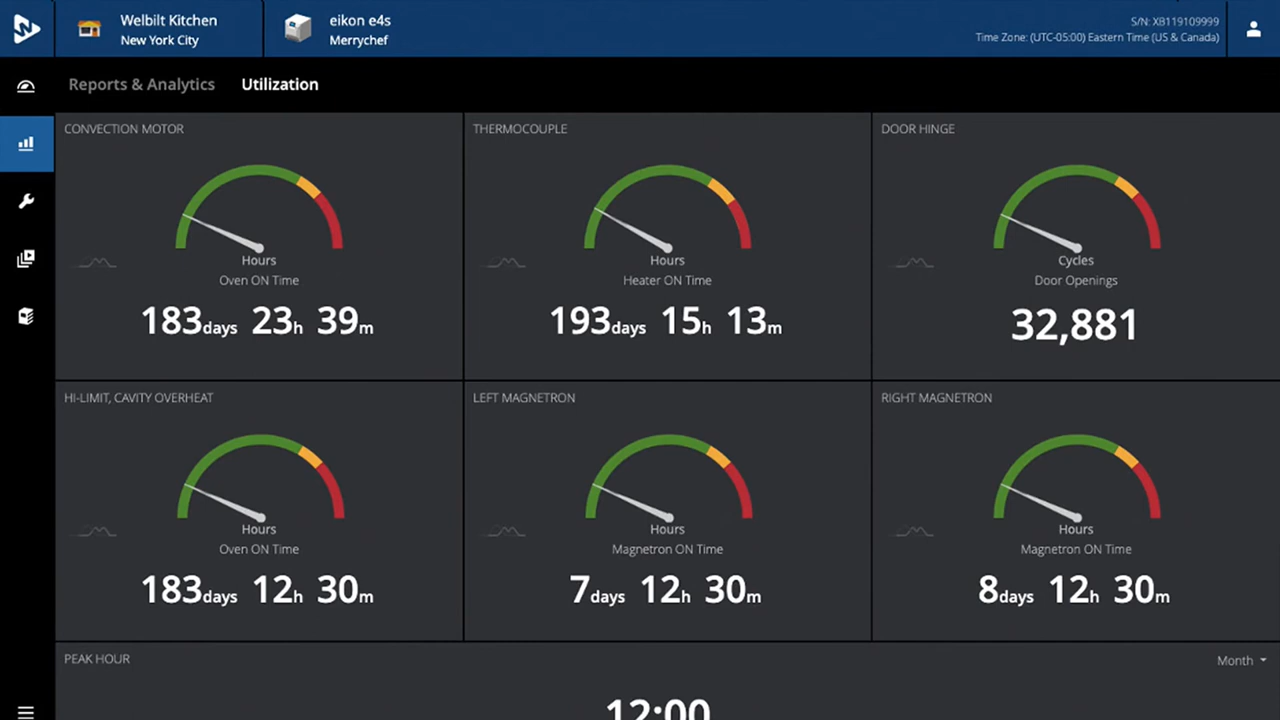 Welbilt Kitchen
New York City
eikon e4s
Merrychef
S/N: XB119109999
Time Zone: (UTC-05:00) Eastern Time (US & Canada)
Reports & Analytics
Utilization
CONVECTION MOTOR
Hours
Oven ON Time
183days 23h 39m
THERMOCOUPLE
Hours
Heater ON Time
193days 15h 13m
DOOR HINGE
Cycles
Door Openings
32,881
HI-LIMIT, CAVITY OVERHEAT
Hours
Oven ON Time
183days 12h 30m
LEFT MAGNETRON
Hours
Magnetron ON Time
7days 12h 30m
RIGHT MAGNETRON
Hours
Magnetron ON Time
8days 12h 30m
PEAK HOUR
Month
12:00